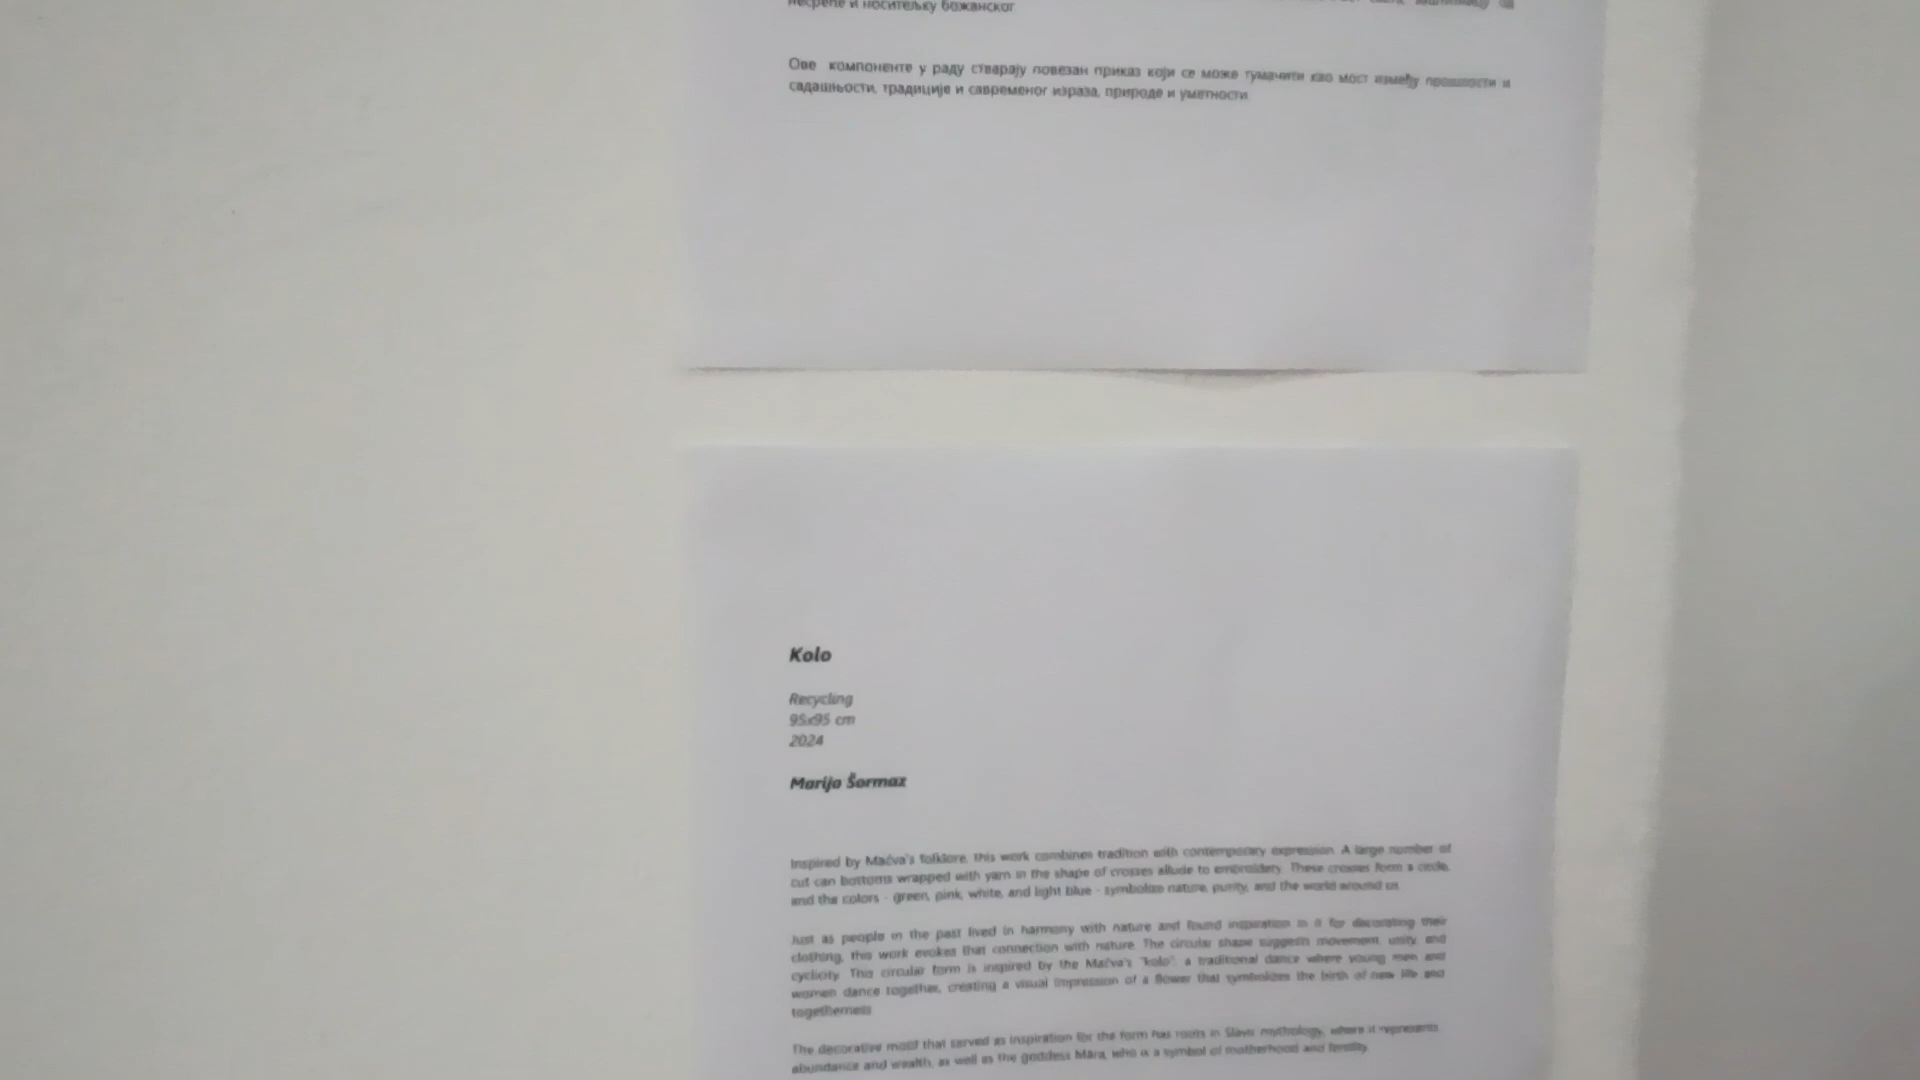 несреће и носитељку божанског
Ове компоненте у раду стварају повезан приказ који се може тумачити као мост између прошлости и
садашњости, традиције и савременог израза, природе и уметности.
Kolo
Recycling
95x95 cm
2024
Marija Šormaz
Inspired by Mačva's folklore, this work combines tradition with contemporary expression. A large number of
cut can bottoms wrapped with yarn in the shape of crosses allude to embroidery. These crosses form a circle,
and the colors - green, pink, white, and light blue - symbolize nature, purity, and the world around us.
Just as people in the past lived in harmony with nature and found inspiration in it for decorating their
clothing, this work evokes that connection with nature. The circular shape suggests movement, unity, and
cyclicity. This circular form is inspired by the Mačva's "kolo", a traditional dance where young men and
women dance together, creating a visual impression of a flower that symbolizes the birth of new life and
togetherness.
The decorative motif that served as inspiration for the form has roots in Slavic mythology, where it represents
abundance and wealth, as well as the goddess Mara, who is a symbol of motherhood and fertility.